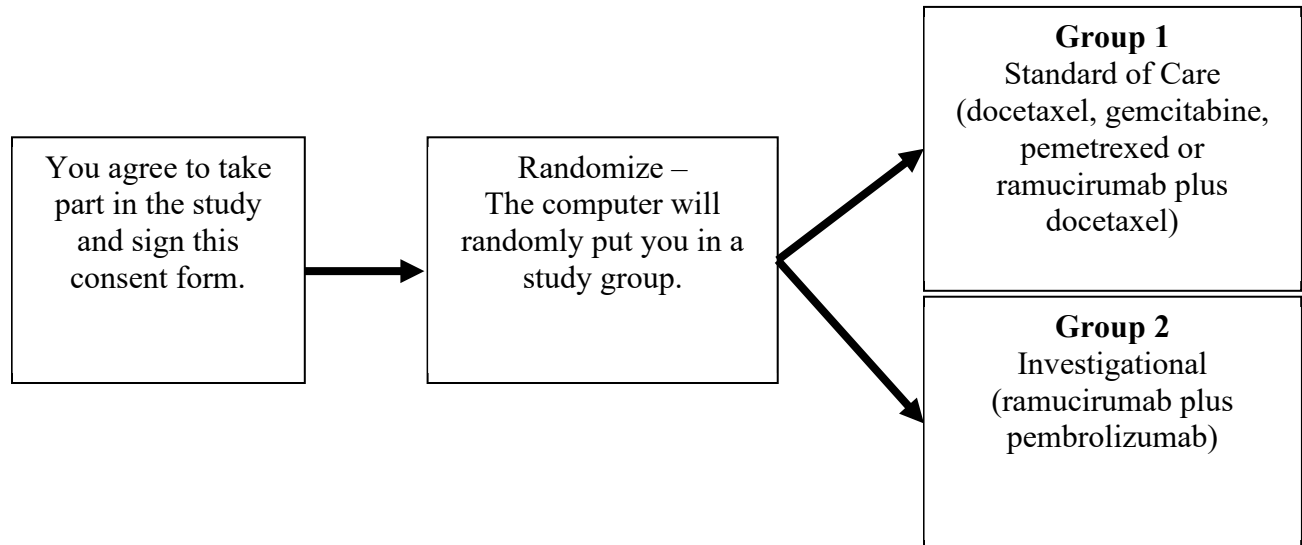 You agree to take
part in the study
and sign this
consent form.
Randomize –
The computer will
randomly put you in a
study group.
Group 1
Standard of Care
(docetaxel, gemcitabine,
pemetrexed or
ramucirumab plus
docetaxel)
Group 2
Investigational
(ramucirumab plus
pembrolizumab)